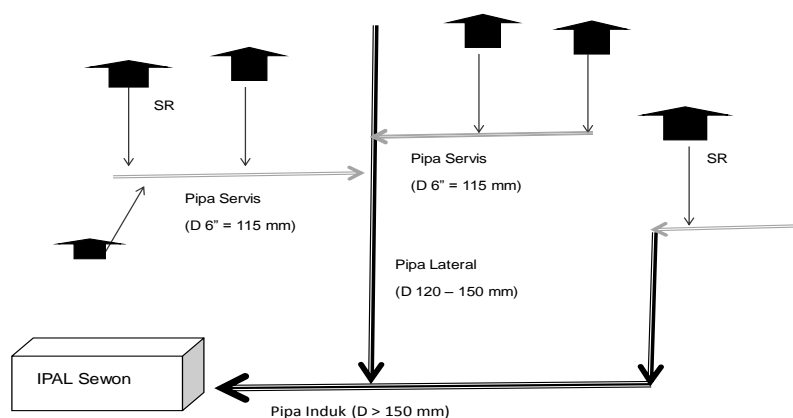 SR
Pipa Servis
(D 6” = 115 mm)
SR
Pipa Servis
(D 6” = 115 mm)
Pipa Lateral
(D 120 – 150 mm)
IPAL Sewon
Pipa Induk (D > 150 mm)